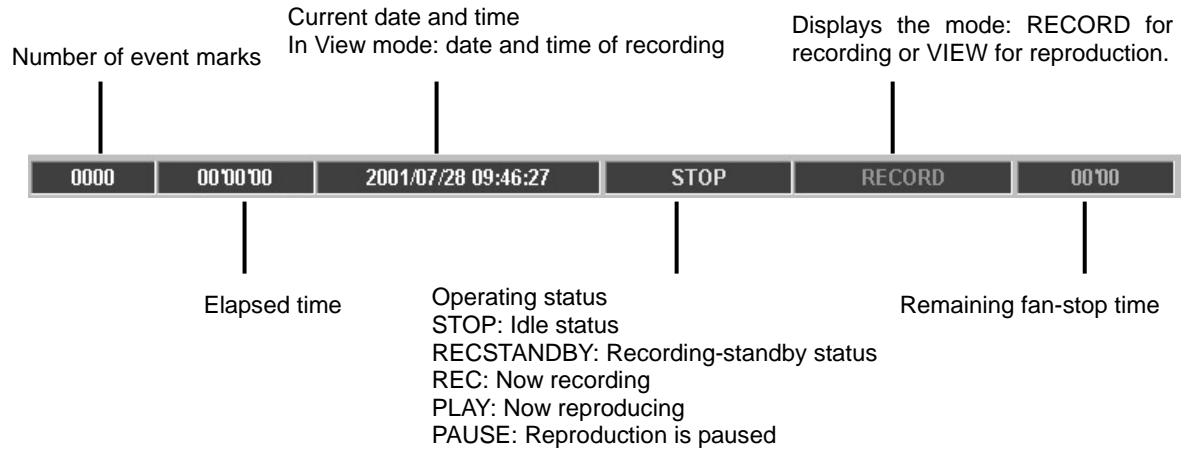 Current date and time
In View mode: date and time of recording
Number of event marks
Displays the mode: RECORD for
recording or VIEW for reproduction.
0000 00'00'00 2001/07/28 09:46:27 STOP RECORD 00'00
Elapsed time
Operating status
STOP: Idle status
RECSTANDBY: Recording-standby status
REC: Now recording
PLAY: Now reproducing
PAUSE: Reproduction is paused
Remaining fan-stop time